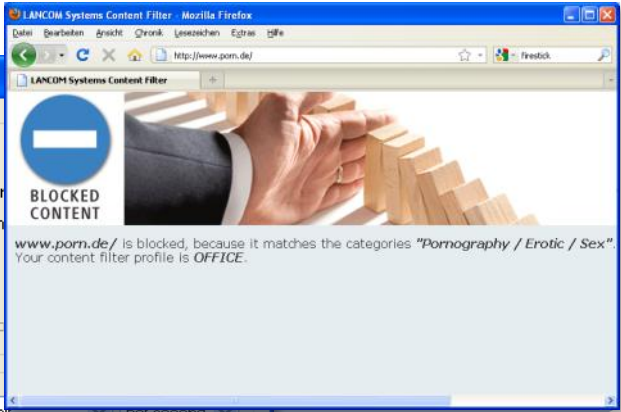 LANCOM Systems Content Filter - Mozilla Firefox
Datei Bearbeiten Ansicht Chronik Lesezeichen Extras Hilfe
http://www.porn.de/ firestick
LANCOM Systems Content Filter
BLOCKED
CONTENT
www.porn.de/ is blocked, because it matches the categories "Pornography / Erotic / Sex".
Your content filter profile is OFFICE.